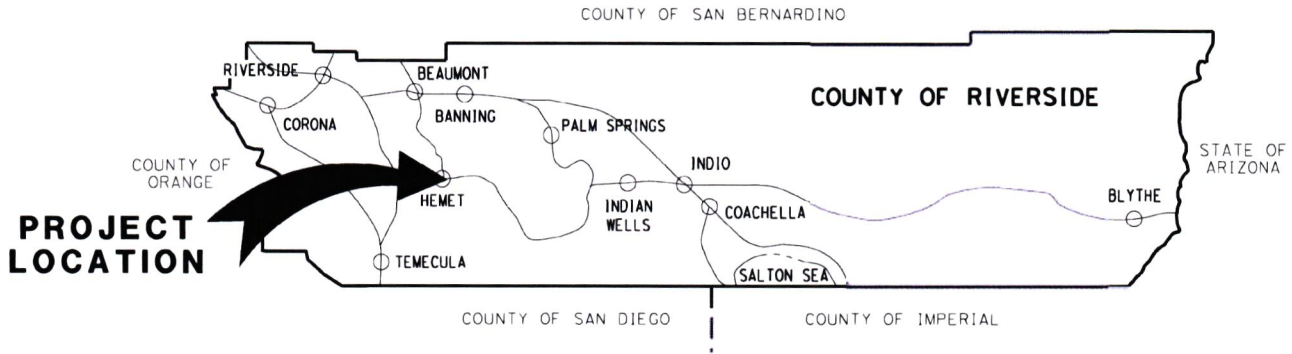 COUNTY OF SAN BERNARDINO
RIVERSIDE
BEAUMONT
COUNTY OF RIVERSIDE
BANNING
CORONA
PALM SPRINGS
STATE OF
ARIZONA
COUNTY OF
ORANGE
INDIO
HEMET
BLYTHE
INDIAN
WELLS
COACHELLA
PROJECT
LOCATION
TEMECULA
SALTON SEA
COUNTY OF SAN DIEGO
COUNTY OF IMPERIAL